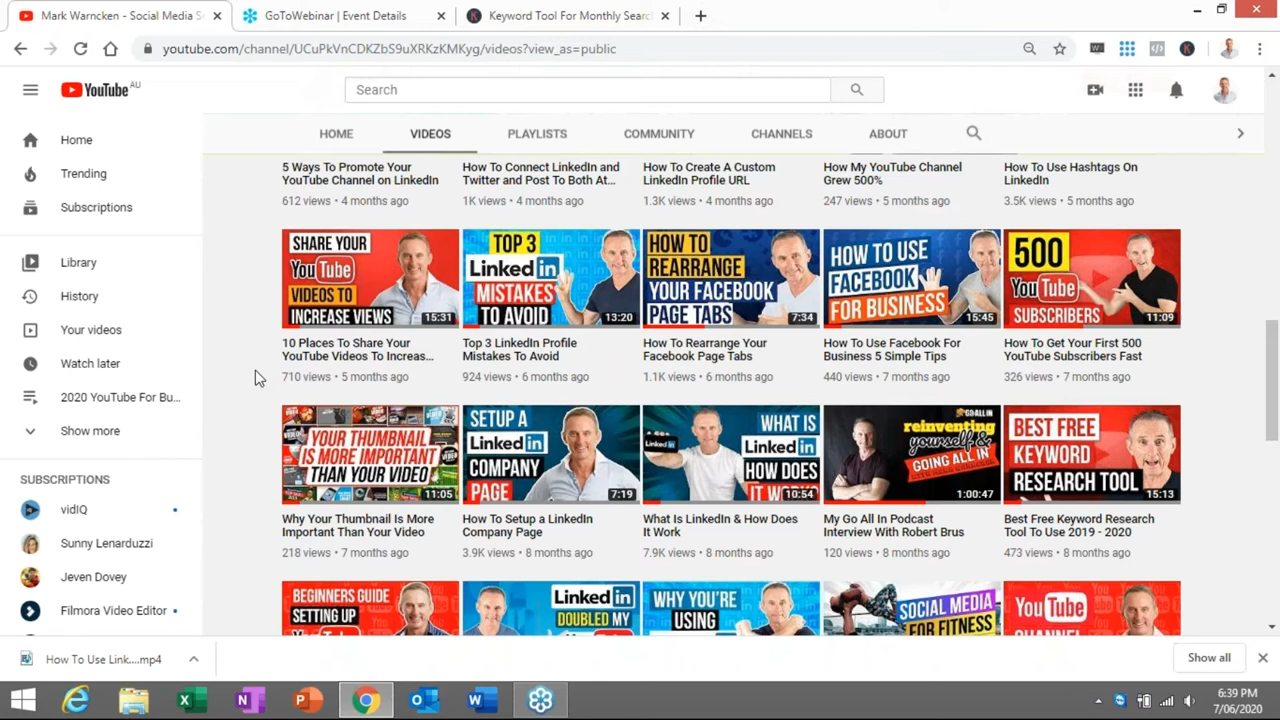 Mark Warncken - Social Media S
GoToWebinar | Event Details
Keyword Tool For Monthly Searc
youtube.com/channel/UCuPkVnCDKZbS9uXRKzKMKyg/videos?view_as=public
YouTube AU
Search
HOME
VIDEOS
PLAYLISTS
COMMUNITY
CHANNELS
ABOUT
Home
Trending
Subscriptions
Library
History
Your videos
Watch later
2020 YouTube For Bu...
Show more
SUBSCRIPTIONS
vidIQ
Sunny Lenarduzzi
Jeven Dovey
Filmora Video Editor
5 Ways To Promote Your
YouTube Channel on LinkedIn
612 views • 4 months ago
How To Connect LinkedIn and
Twitter and Post To Both At...
1K views • 4 months ago
How To Create A Custom
LinkedIn Profile URL
1.3K views • 4 months ago
How My YouTube Channel
Grew 500%
247 views • 5 months ago
How To Use Hashtags On
LinkedIn
3.5K views • 5 months ago
SHARE YOUR
YouTube
VIDEOS TO
INCREASE VIEWS
15:31
10 Places To Share Your
YouTube Videos To Increas...
710 views • 5 months ago
TOP 3
Linked in
MISTAKES
TO AVOID
13:20
Top 3 LinkedIn Profile
Mistakes To Avoid
924 views • 6 months ago
HOW TO
REARRANGE
YOUR FACEBOOK
PAGE TABS
7:34
How To Rearrange Your
Facebook Page Tabs
1.1K views • 6 months ago
HOW TO USE
FACEBOOK
FOR BUSINESS
15:45
How To Use Facebook For
Business 5 Simple Tips
440 views • 7 months ago
500
YouTube
SUBSCRIBERS
11:09
How To Get Your First 500
YouTube Subscribers Fast
326 views • 7 months ago
YOUR THUMBNAIL
IS MORE IMPORTANT
THAN YOUR VIDEO
11:05
Why Your Thumbnail Is More
Important Than Your Video
218 views • 7 months ago
SETUP A
Linked in
COMPANY
PAGE
7:19
How To Setup a LinkedIn
Company Page
3.9K views • 8 months ago
WHAT IS
Linked in
HOW DOES
IT WORK
10:54
What Is LinkedIn & How Does
It Work
7.9K views • 8 months ago
GO ALL IN
reinventing
yourself &
GOING ALL IN
1:00:47
My Go All In Podcast
Interview With Robert Brus
120 views • 8 months ago
BEST FREE
KEYWORD
RESEARCH TOOL
15:13
Best Free Keyword Research
Tool To Use 2019 - 2020
473 views • 8 months ago
BEGINNERS GUIDE
SETTING UP
Linked in
DOUBLED MY
WHY YOU'RE
USING
SOCIAL MEDIA
FOR FITNESS
YouTube
CHANNEL
How To Use Link....mp4
Show all
6:39 PM
7/06/2020